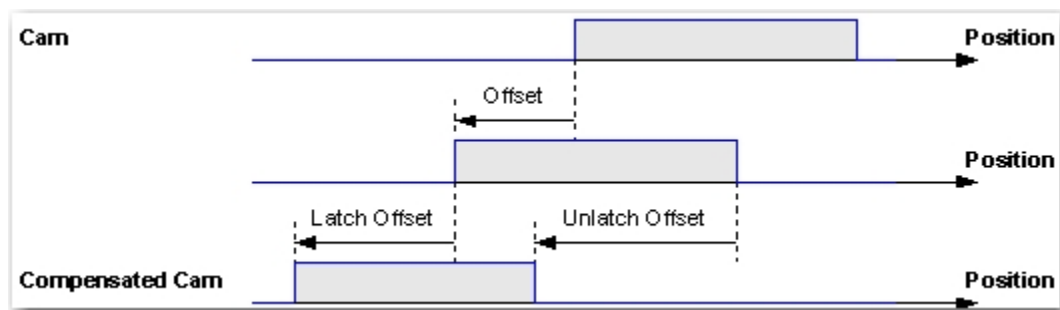 Cam Position
Offset
Position
Latch Offset Unlatch Offset
Compensated Cam Position